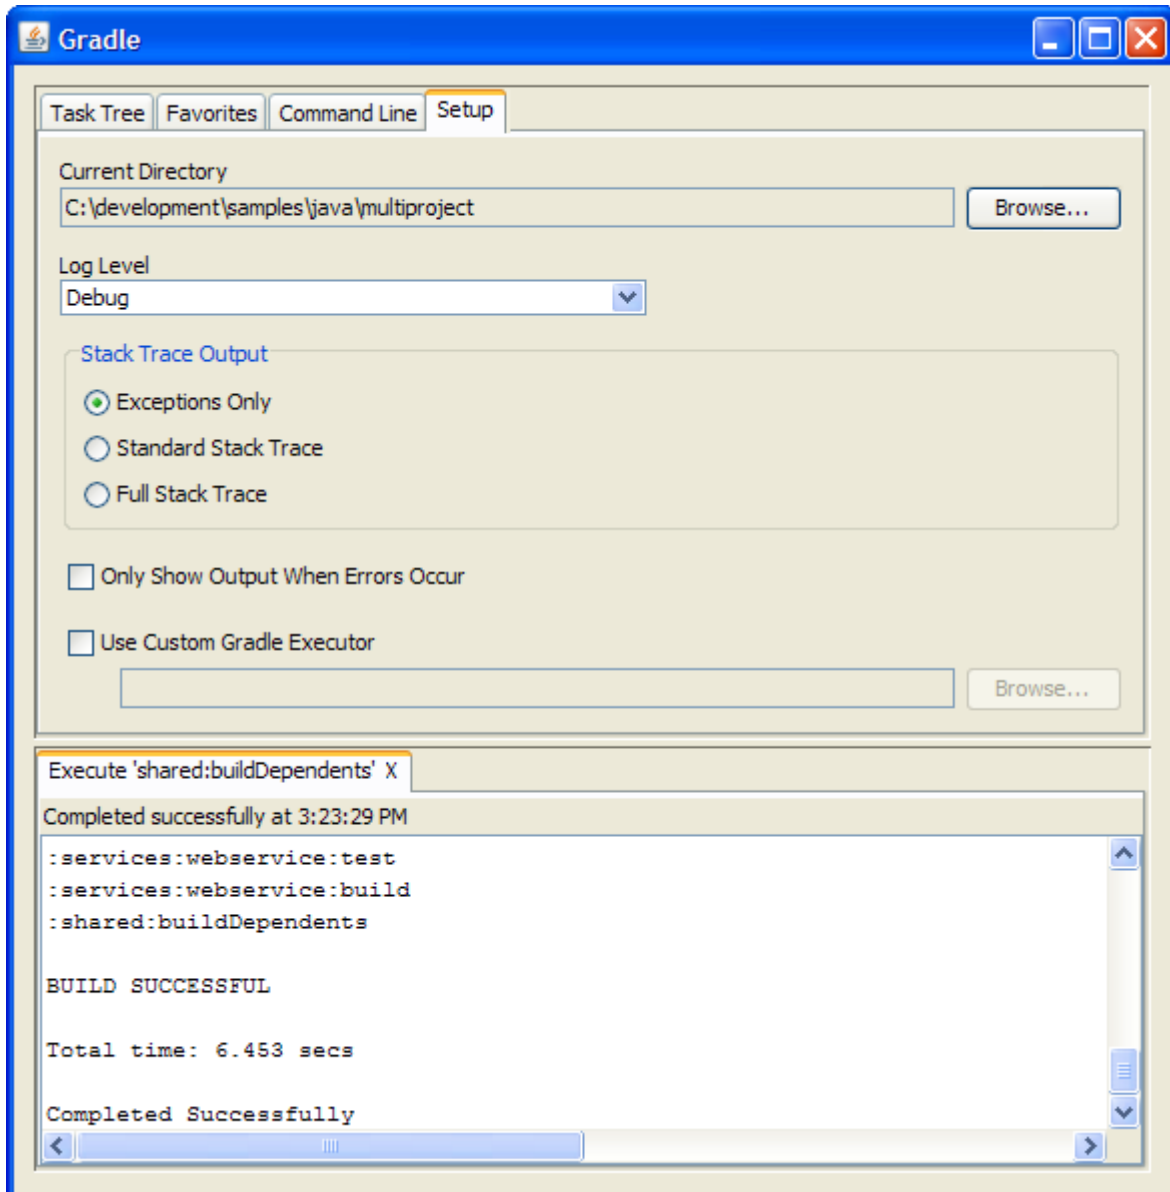 Gradle
Task Tree Favorites Command Line Setup
Current Directory
C:\development\samples\java\multiproject Browse...
Log Level
Debug
Stack Trace Output
Exceptions Only
Standard Stack Trace
Full Stack Trace
Only Show Output When Errors Occur
Use Custom Gradle Executor
Browse...
Execute 'shared:buildDependents' X
Completed successfully at 3:23:29 PM
:services:webservice:test
:services:webservice:build
:shared:buildDependents
BUILD SUCCESSFUL
Total time: 6.453 secs
Completed Successfully